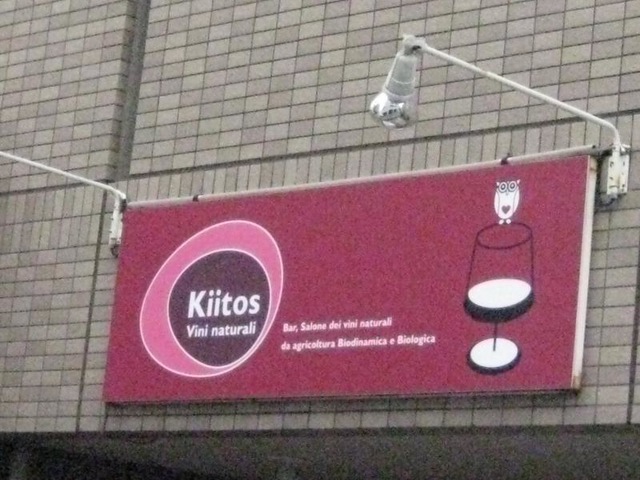 Kiitos
Vini naturali
Bar, Salone dei vini naturali
da agricoltura Biodinamica e Biologica